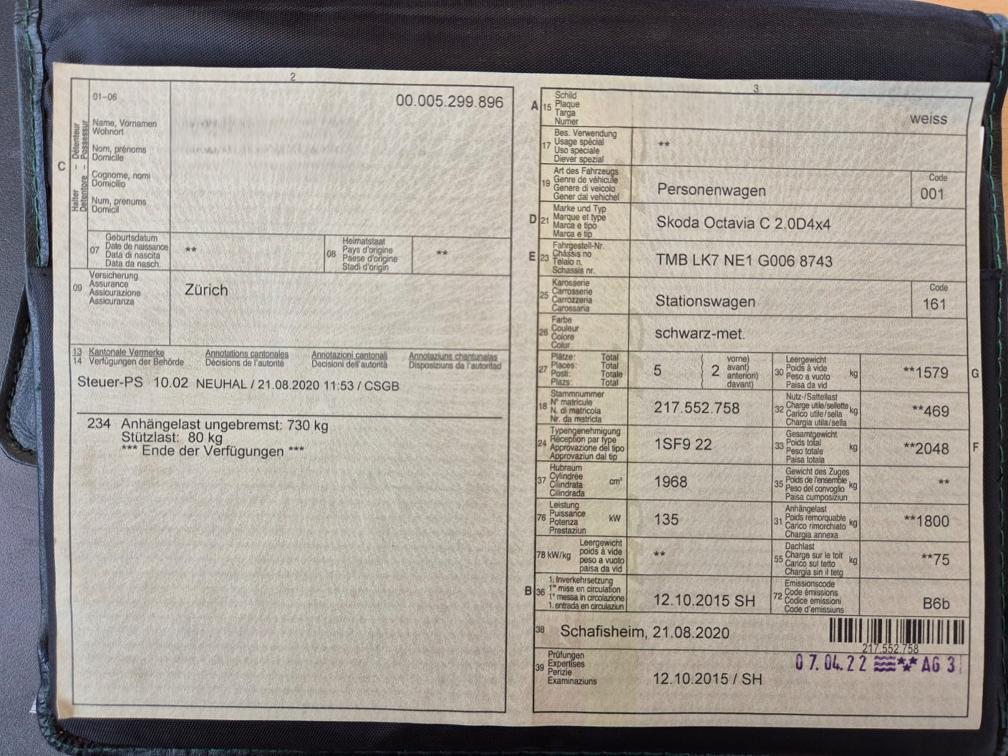 2
01-06
00.005.299.896
C
Halter – Détenteur
Detentore – Possessur
Name, Vornamen
Wohnort
Nom, prénoms
Domicile
Cognome, nomi
Domicilio
Num, prenums
Domicil
07
Geburtsdatum
Date de naissance
Data di nascita
Data da nasch.
**
08
Heimatstaat
Pays d'origine
Paese d'origine
Stadi d'origin
**
09
Versicherung
Assurance
Assicurazione
Assicuranza
Zürich
13 Kantonale Vermerke Annotations cantonales Annotazioni cantonali Annotaziuns chantunalas
14 Verfügungen der Behörde Décisions de l'autorité Decisioni dell'autorità Disposiziuns da l'autoritad
Steuer-PS 10.02 NEUHAL / 21.08.2020 11:53 / CSGB
234 Anhängelast ungebremst: 730 kg
Stützlast: 80 kg
*** Ende der Verfügungen ***
3
A 15
Schild
Plaque
Targa
Numer
weiss
17
Bes. Verwendung
Usage spécial
Uso speciale
Diever spezial
**
19
Art des Fahrzeugs
Genre de véhicule
Genere di veicolo
Gener dal vehichel
Personenwagen
Code
001
D 21
Marke und Typ
Marque et type
Marca e tipo
Marca e tip
Skoda Octavia C 2.0D4x4
E 23
Fahrgestell-Nr.
Châssis no
Telaio n.
Schassis nr.
TMB LK7 NE1 G006 8743
25
Karosserie
Carrosserie
Carrozzeria
Carossaria
Stationswagen
Code
161
26
Farbe
Couleur
Colore
Colur
schwarz-met.
27
Plätze: Total
Places: Total
Posti: Totale
Plazs: Total
5 ( 2
vorne)
avant)
anteriori)
davant)
30
Leergewicht
Poids à vide
Peso a vuoto
Paisa da vid
kg
**1579
G
18
Stammnummer
N° matricule
N. di matricola
Nr. da matricla
217.552.758
32
Nutz-/Sattellast
Charge utile/sellette
Carico utile/sella
Chargia utila/sella
kg
**469
24
Typengenehmigung
Réception par type
Approvazione del tipo
Approvaziun dal tip
1SF9 22
33
Gesamtgewicht
Poids total
Peso totale
Paisa totala
kg
**2048
F
37
Hubraum
Cylindrée
Cilindrata
Cilindrada
cm³
1968
35
Gewicht des Zuges
Poids de l'ensemble
Peso del convoglio
Paisa cumposiziun
kg
**
76
Leistung
Puissance
Potenza
Prestaziun
kW
135
31
Anhängelast
Poids remorquable
Carico rimorchiato
Chargia annexa
kg
**1800
78 kW/kg
Leergewicht
poids à vide
peso a vuoto
paisa da vid
**
55
Dachlast
Charge sur le toit
Carico sul tetto
Chargia sin il tetg
kg
**75
B 36
1. Inverkehrsetzung
1re mise en circulation
1a messa in circolazione
1. entrada en circulaziun
12.10.2015 SH
72
Emissionscode
Code émissions
Codice emissioni
Code d'emissiuns
B6b
38
Schafisheim, 21.08.2020
217.552.758
39
Prüfungen
Expertises
Perizie
Examinaziuns
12.10.2015 / SH
07.04.22 AG 3